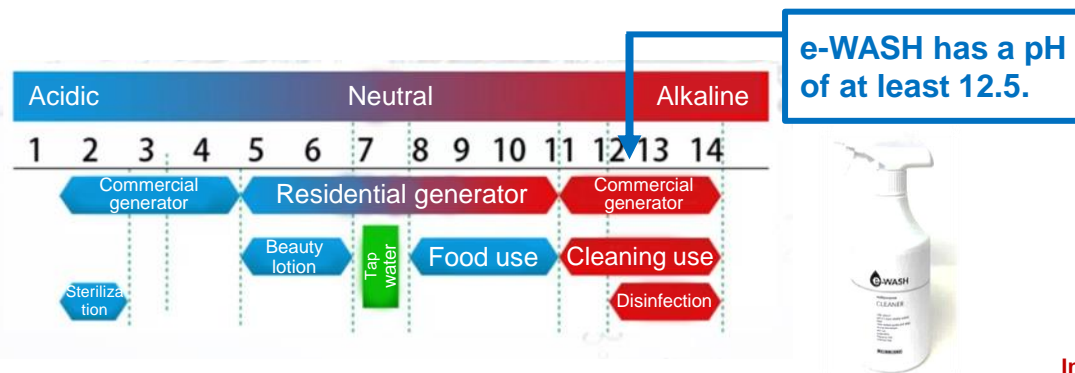 e-WASH has a pH
of at least 12.5.
Acidic Neutral Alkaline
1 2 3 4 5 6 7 8 9 10 11 12 13 14
Commercial
generator
Residential generator
Commercial
generator
Beauty
lotion
Tap
water
Food use
Cleaning use
Steriliza
tion
Disinfection
e-WASH
CLEANER
In